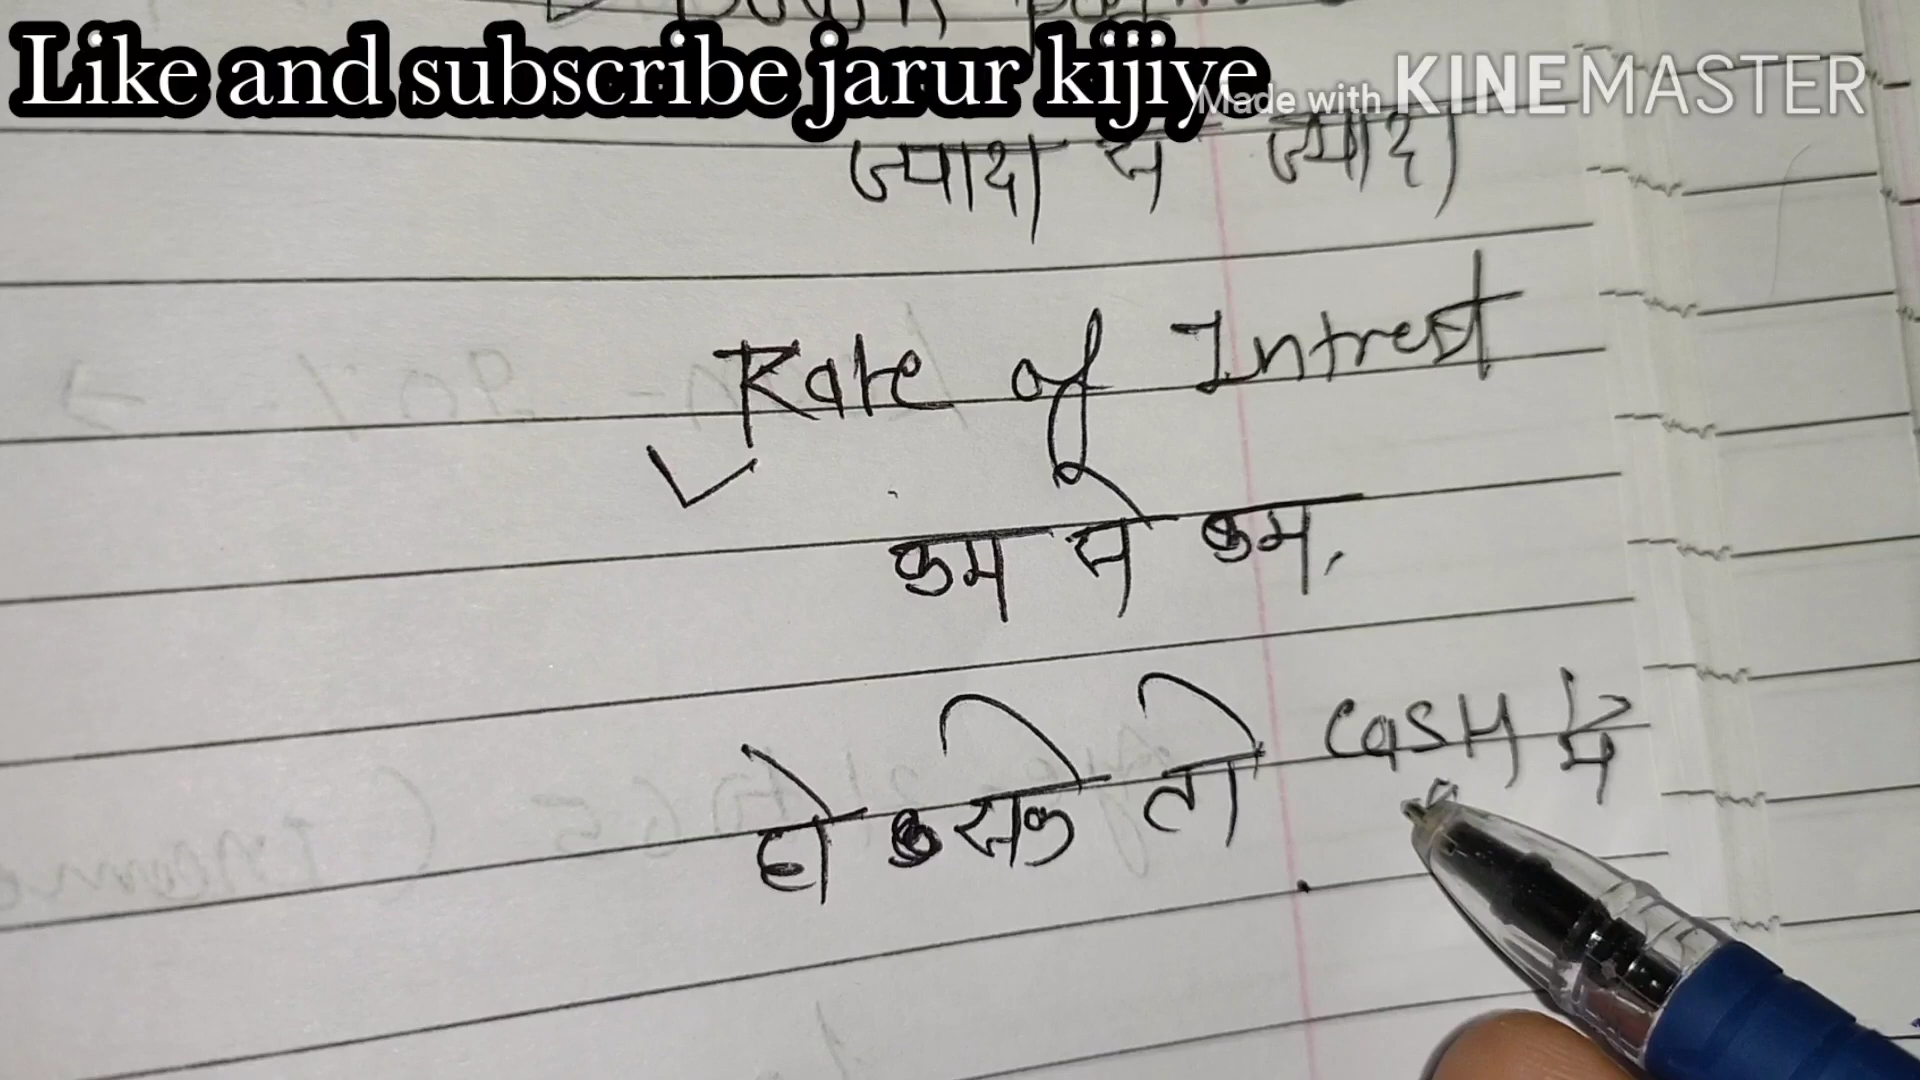 Like and subscribe jarur kijiye
Made with KINEMASTER
ज्यादा से ज्यादा
Rate of Intrest
कम से कम,
हो सके तो CasH में